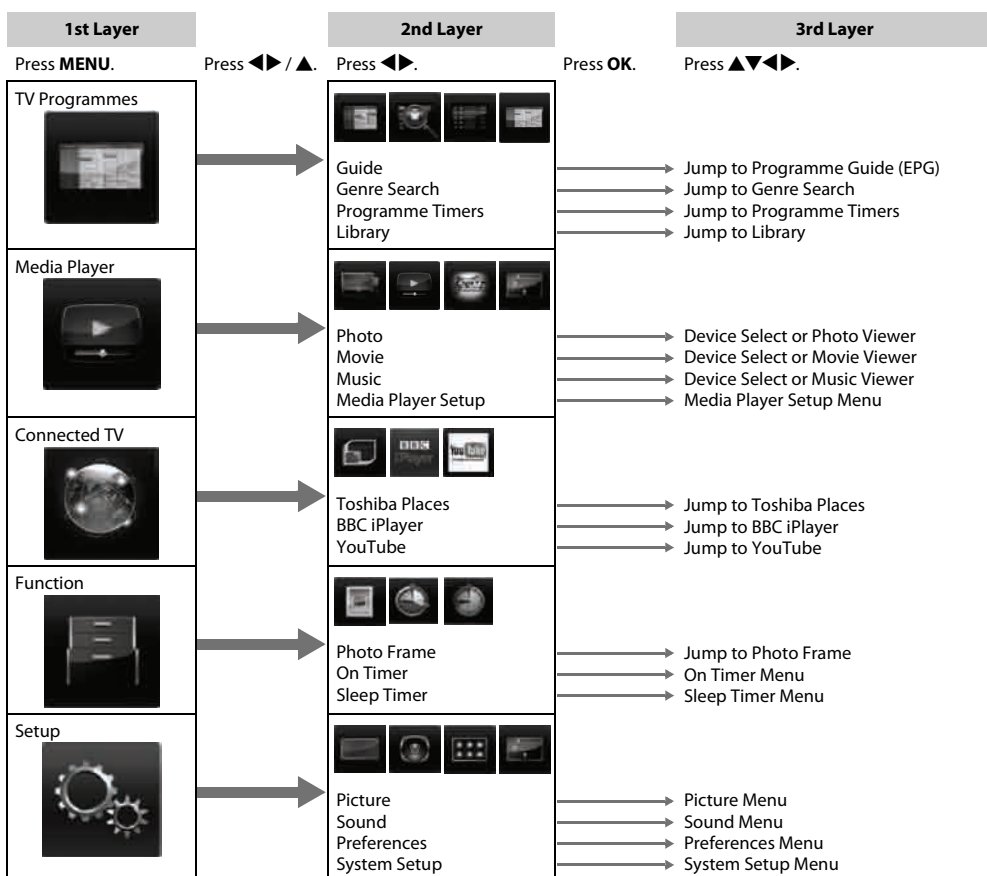 1st Layer
2nd Layer
3rd Layer
Press MENU.
Press ◀▶ / ▲.
Press ◀▶.
Press OK.
Press ▲▼◀▶.
TV Programmes
Guide
Genre Search
Programme Timers
Library
Jump to Programme Guide (EPG)
Jump to Genre Search
Jump to Programme Timers
Jump to Library
Media Player
Photo
Movie
Music
Media Player Setup
Device Select or Photo Viewer
Device Select or Movie Viewer
Device Select or Music Viewer
Media Player Setup Menu
Connected TV
BBC
iPlayer
YouTube
Toshiba Places
BBC iPlayer
YouTube
Jump to Toshiba Places
Jump to BBC iPlayer
Jump to YouTube
Function
Photo Frame
On Timer
Sleep Timer
Jump to Photo Frame
On Timer Menu
Sleep Timer Menu
Setup
Picture
Sound
Preferences
System Setup
Picture Menu
Sound Menu
Preferences Menu
System Setup Menu